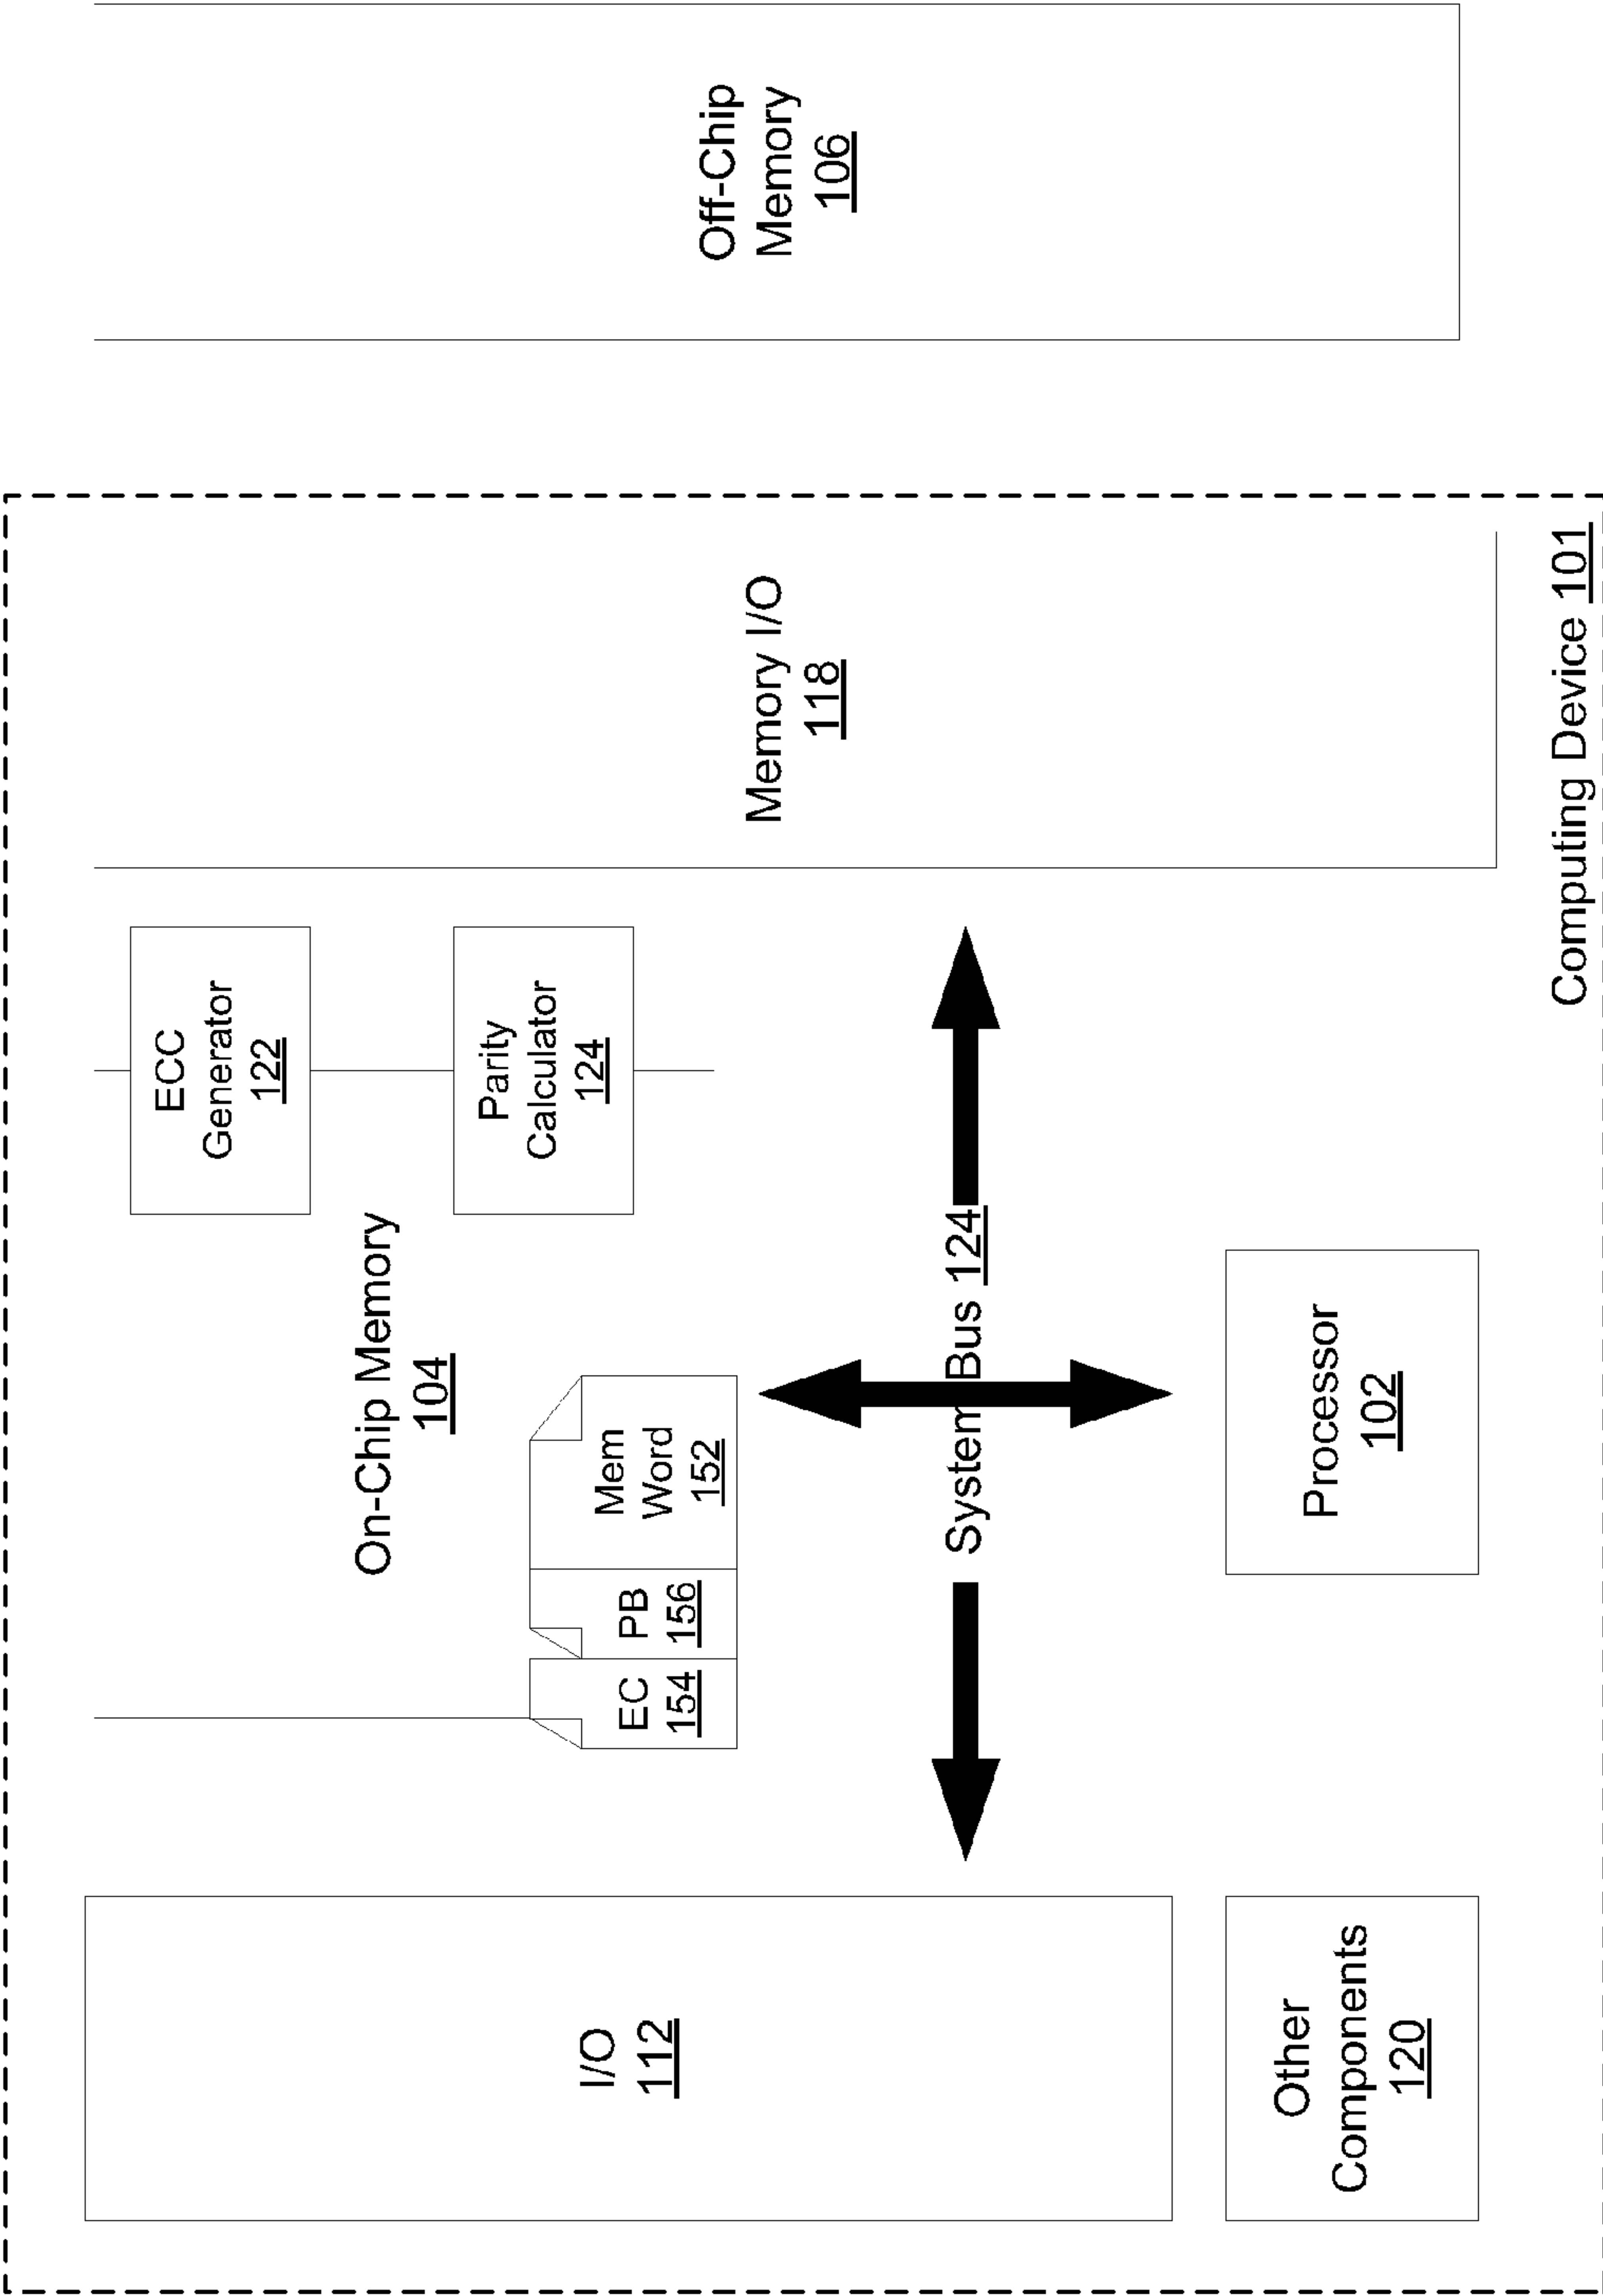 ECC
Generator
122
On-Chip Memory
104
Parity
Calculator
124
I/O
112
EC
154
PB
156
Mem
Word
152
Memory I/O
118
Off-Chip
Memory
106
System Bus 124
Other
Components
120
Processor
102
Computing Device 101